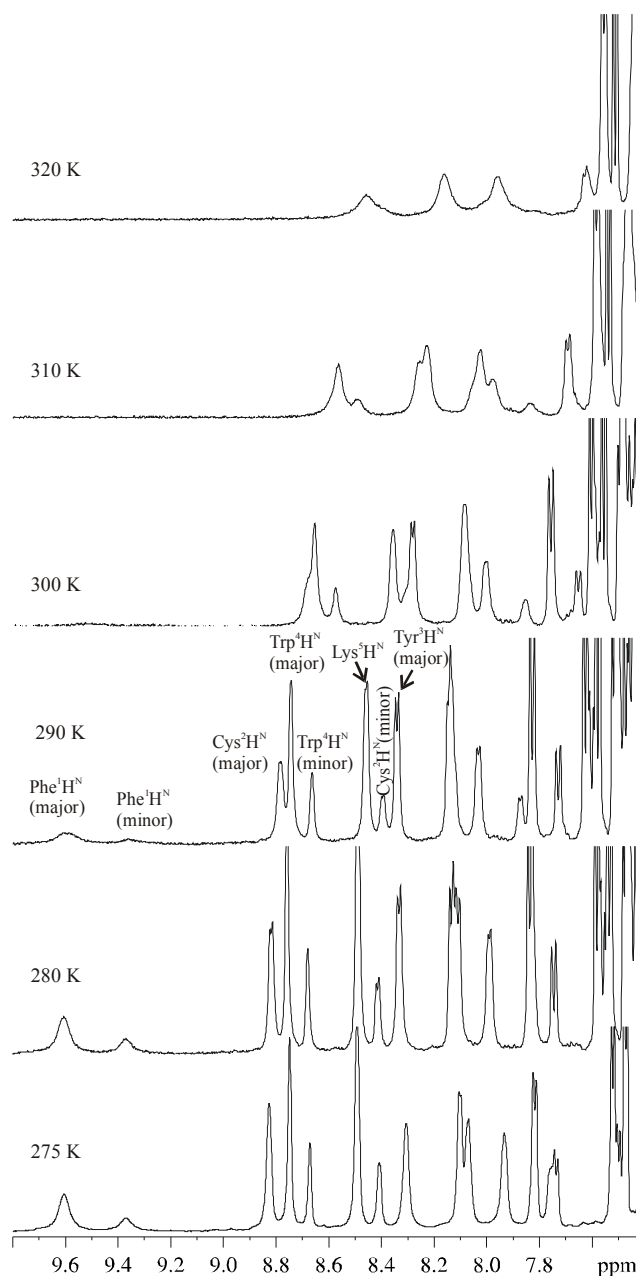 320 K
310 K
300 K
Trp⁴Hᴺ
(major)
Lys⁵Hᴺ
Tyr³Hᴺ
(major)
290 K
Cys²Hᴺ
(major)
Trp⁴Hᴺ
(minor)
Cys²Hᴺ(minor)
Phe¹Hᴺ
(major)
Phe¹Hᴺ
(minor)
280 K
275 K
9.6 9.4 9.2 9.0 8.8 8.6 8.4 8.2 8.0 7.8 ppm